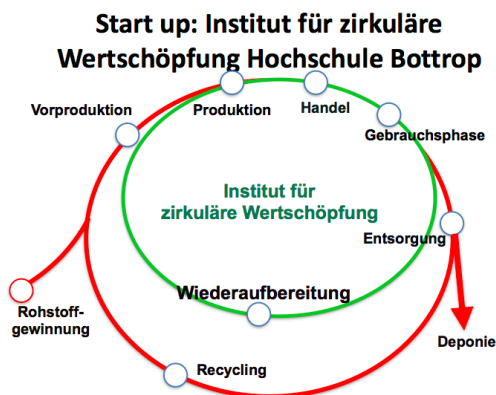 Start up: Institut für zirkuläre
Wertschöpfung Hochschule Bottrop
Vorproduktion
Produktion
Handel
Gebrauchsphase
Institut für
zirkuläre Wertschöpfung
Entsorgung
Wiederaufbereitung
Rohstoff-
gewinnung
Deponie
Recycling